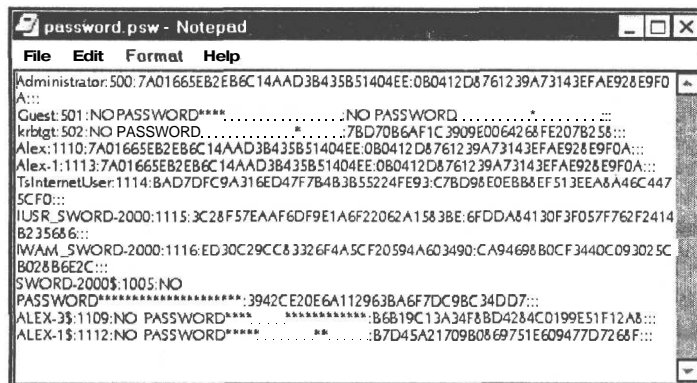 password.psw - Notepad
File Edit Format Help
Administrator:500:7A01665EB2EB6C14AAD3B435B51404EE:0B0412D8761239A73143EFAE928E9F0
A:::
Guest:501:NO PASSWORD****..................:NO PASSWORD...........*..........:::
krbtgt:502:NO PASSWORD..............*......:7BD70B6AF1C3909E0064268FE207B258:::
Alex:1110:7A01665EB2EB6C14AAD3B435B51404EE:0B0412D8761239A73143EFAE928E9F0A:::
Alex-1:1113:7A01665EB2EB6C14AAD3B435B51404EE:0B0412D8761239A73143EFAE928E9F0A:::
TsInternetUser:1114:BAD7DFC9A316ED47F7B4B3B55224FE93:C7BD98E0EBB8EF513EEA8A46C447
5CF0:::
IUSR_SWORD-2000:1115:3C28F57EAAF6DF9E1A6F22062A1583BE:6FDDA84130F3F057F762F2414
B235686:::
IWAM_SWORD-2000:1116:ED30C29CC83326F4A5CF20594A603490:CA94698B0CF3440C093025C
B028B6E2C:::
SWORD-2000$:1005:NO
PASSWORD*********************:3942CE20E6A112963BA6F7DC9BC34DD7:::
ALEX-3$:1109:NO PASSWORD****.....************:B6B19C13A34F8BD4284C0199E51F12A8:::
ALEX-1$:1112:NO PASSWORD*****......**......:B7D45A21709B0869751E609477D7268F:::